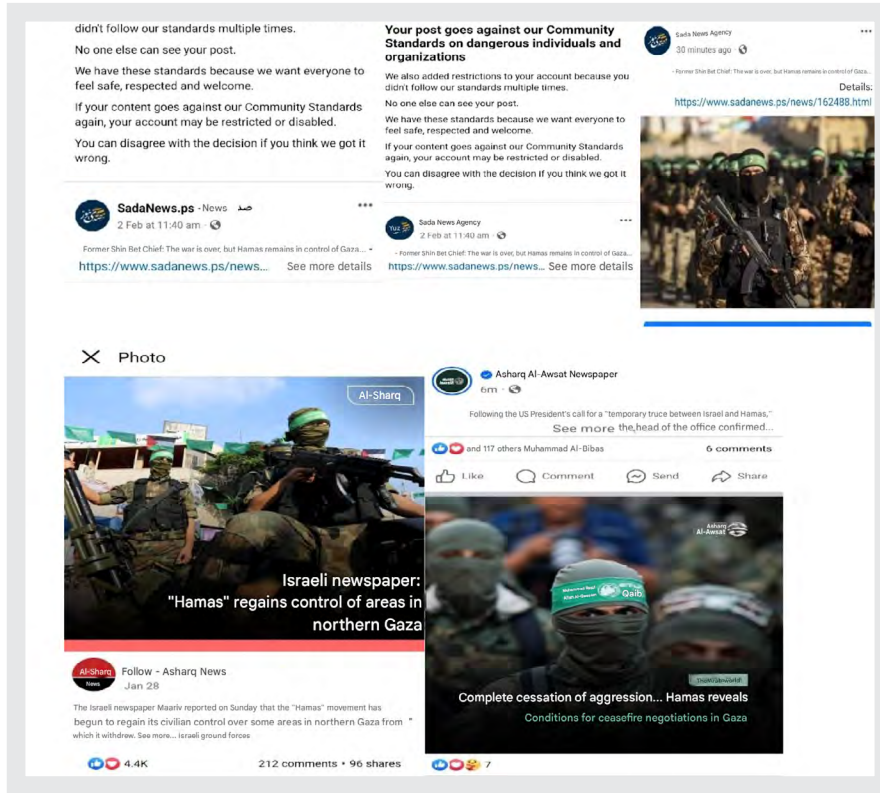 didn't follow our standards multiple times.
No one else can see your post.
We have these standards because we want everyone to
feel safe, respected and welcome.
If your content goes against our Community Standards
again, your account may be restricted or disabled.
You can disagree with the decision if you think we got it
wrong.
SadaNews.ps - News صد
2 Feb at 11:40 am
Former Shin Bet Chief: The war is over, but Hamas remains in control of Gaza...
https://www.sadanews.ps/news... See more details
Your post goes against our Community
Standards on dangerous individuals and
organizations
We also added restrictions to your account because you
didn't follow our standards multiple times.
No one else can see your post.
We have these standards because we want everyone to
feel safe, respected and welcome.
If your content goes against our Community Standards
again, your account may be restricted or disabled.
You can disagree with the decision if you think we got it
wrong.
Yuz
Sada News Agency
2 Feb at 11:40 am
- Former Shin Bet Chief: The war is over, but Hamas remains in control of Gaza...
https://www.sadanews.ps/news... See more details
Sada News Agency
30 minutes ago
- Former Shin Bet Chief: The war is over, but Hamas remains in control of Gaza...
Details:
https://www.sadanews.ps/news/162488.html
Photo
Al-Sharq
Israeli newspaper:
"Hamas" regains control of areas in
northern Gaza
Al-Sharq
News
Follow - Asharq News
Jan 28
The Israeli newspaper Maariv reported on Sunday that the "Hamas" movement has
begun to regain its civilian control over some areas in northern Gaza from "
which it withdrew. See more... israeli ground forces
4.4K 212 comments • 96 shares
Asharq Al-Awsat Newspaper
6m
Following the US President's call for a "temporary truce between Israel and Hamas,"
See more the,head of the office confirmed...
and 117 others Muhammad Al-Bibas 6 comments
Like Comment Send Share
Asharq
Al-Awsat
Qaib
Complete cessation of aggression... Hamas reveals
Conditions for ceasefire negotiations in Gaza
7